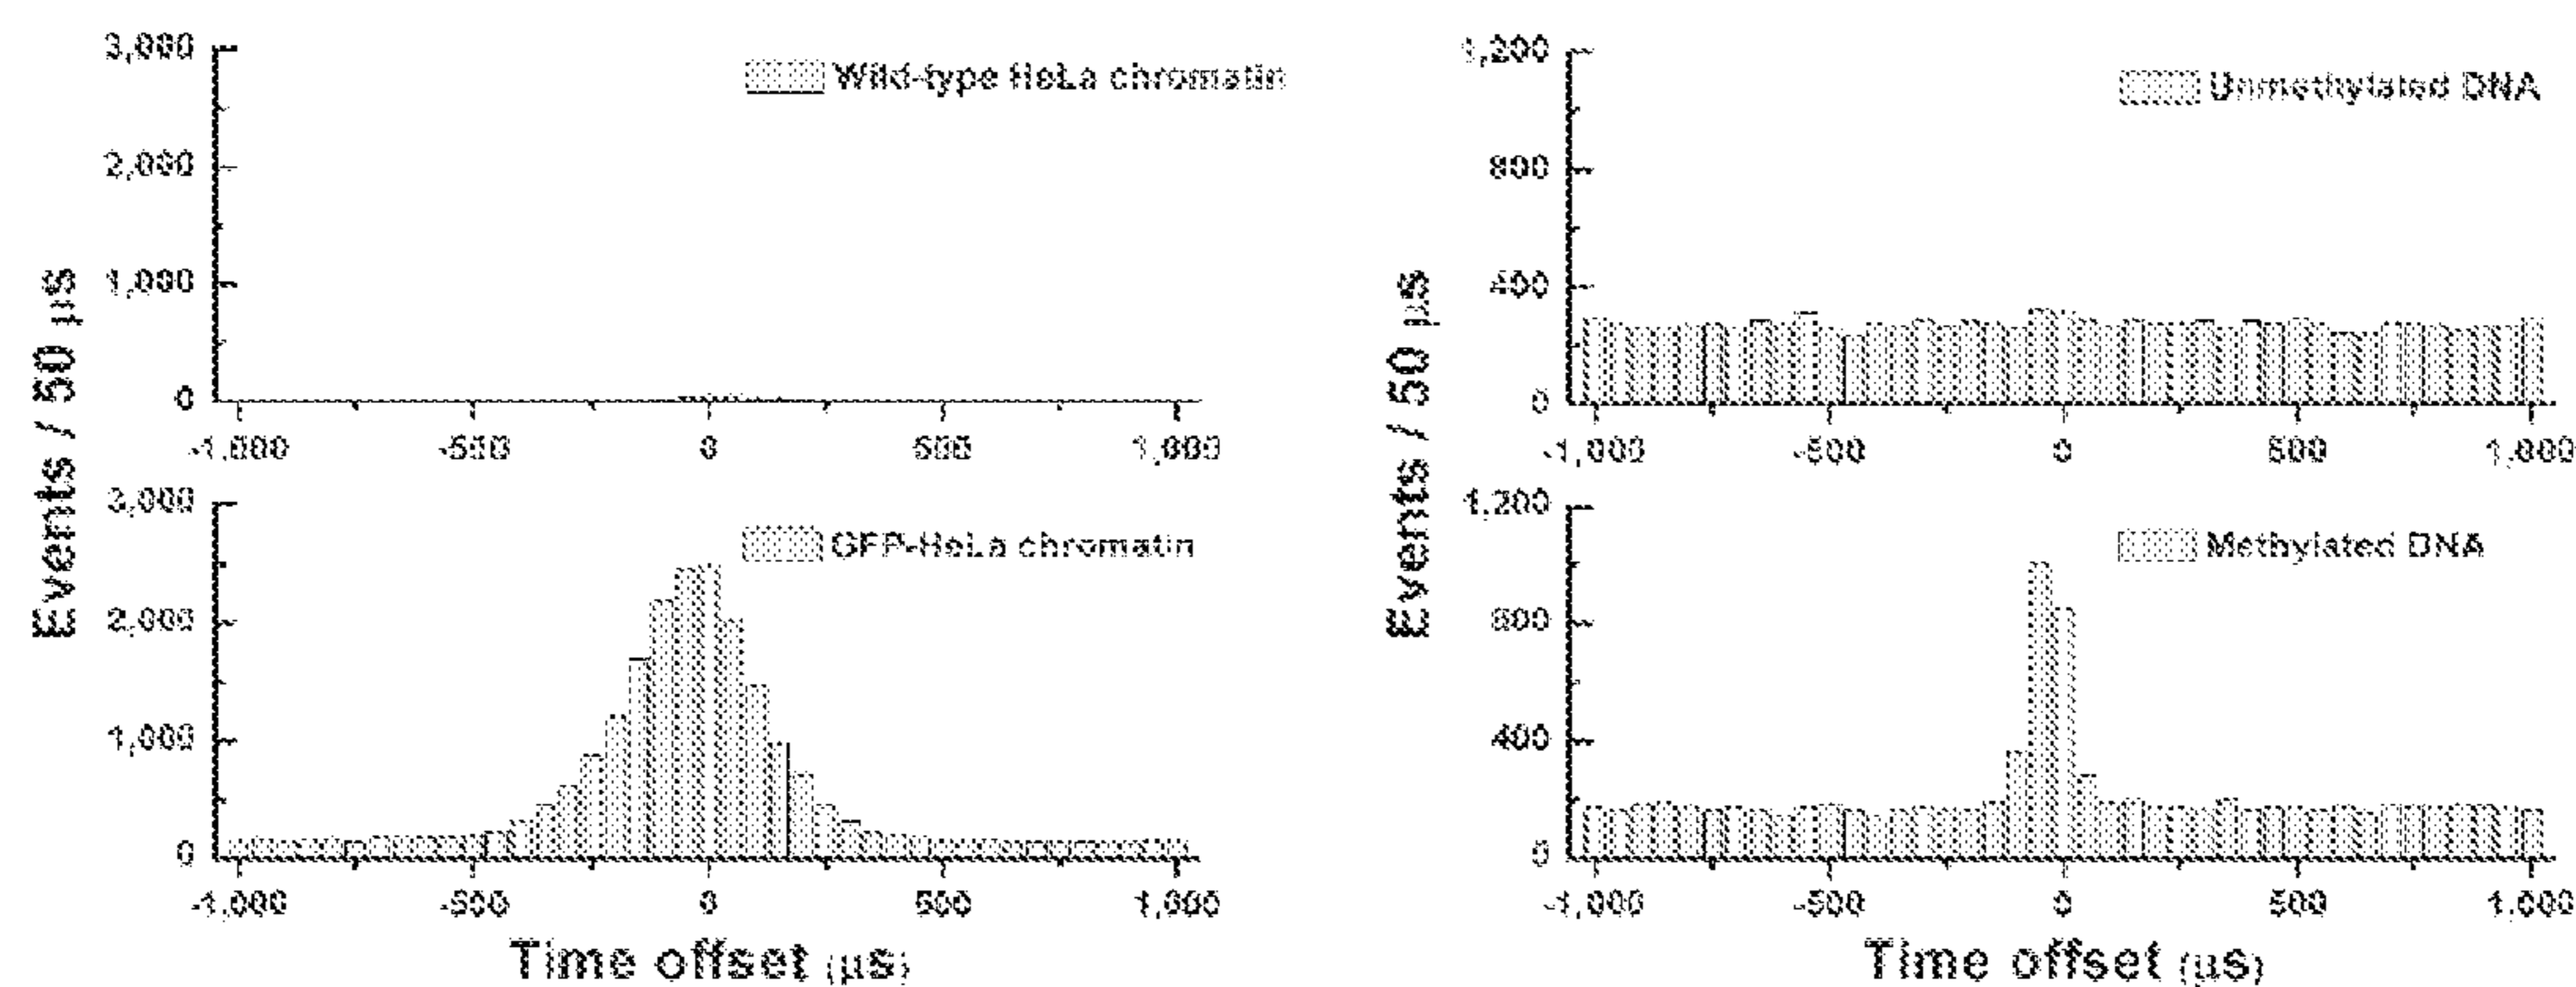 3,000
Wild-type HeLa chromatin
2,000
1,000
0
-1,000 -500 0 500 1,000
3,000
GFP-HeLa chromatin
2,000
1,000
0
-1,000 -500 0 500 1,000
Events / 50 µs
Time offset (µs)
1,200
Unmethylated DNA
800
400
0
-1,000 -500 0 500 1,000
1,200
Methylated DNA
800
400
0
-1,000 -500 0 500 1,000
Events / 50 µs
Time offset (µs)